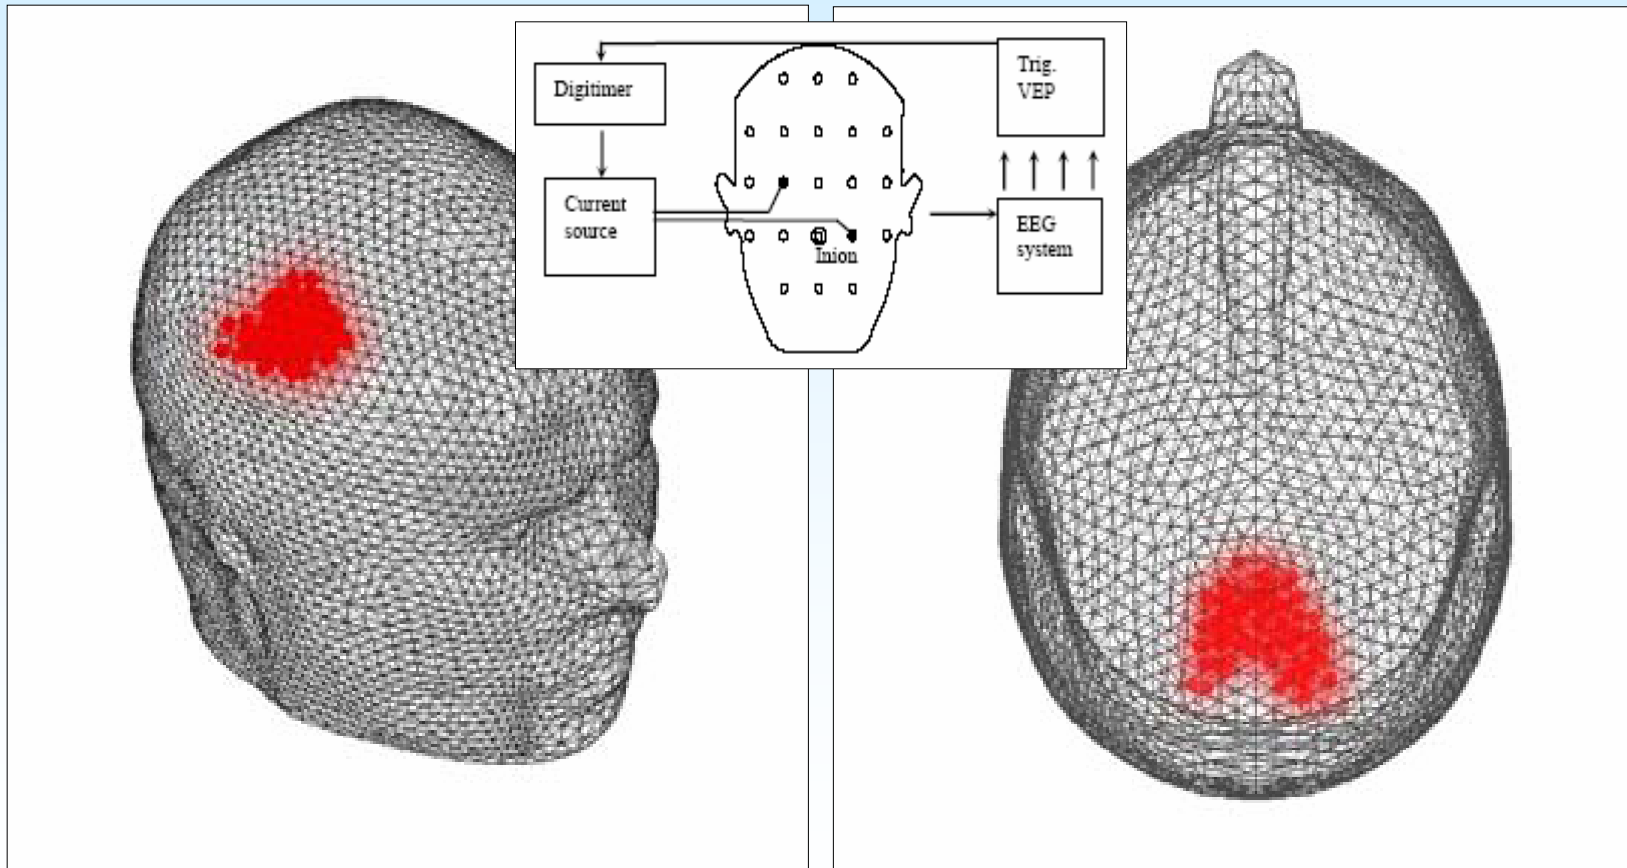 Digitimer
Trig.
VEP
Current
source
EEG
system
Inion